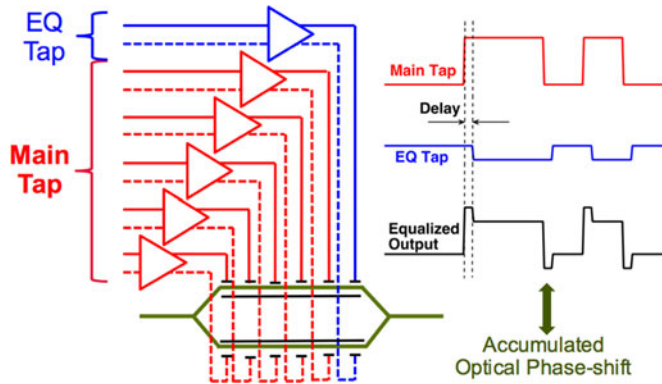 EQ
Tap
Main
Tap
Main Tap
Delay
EQ Tap
Equalized
Output
Accumulated
Optical Phase-shift